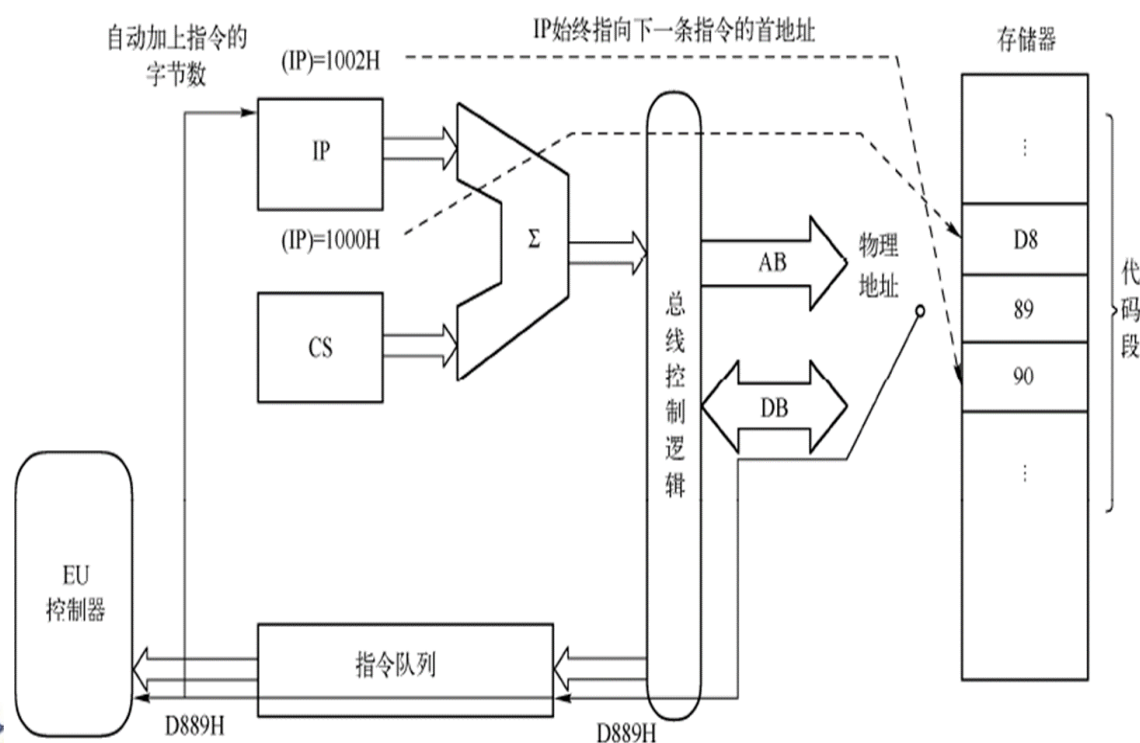 自动加上指令的
字节数
IP始终指向下一条指令的首地址
存储器
(IP)=1002H
IP
(IP)=1000H
Σ
CS
总线控制逻辑
AB
物理
地址
DB
⋮
D8
89
90
⋮
代码段
EU
控制器
指令队列
D889H
D889H